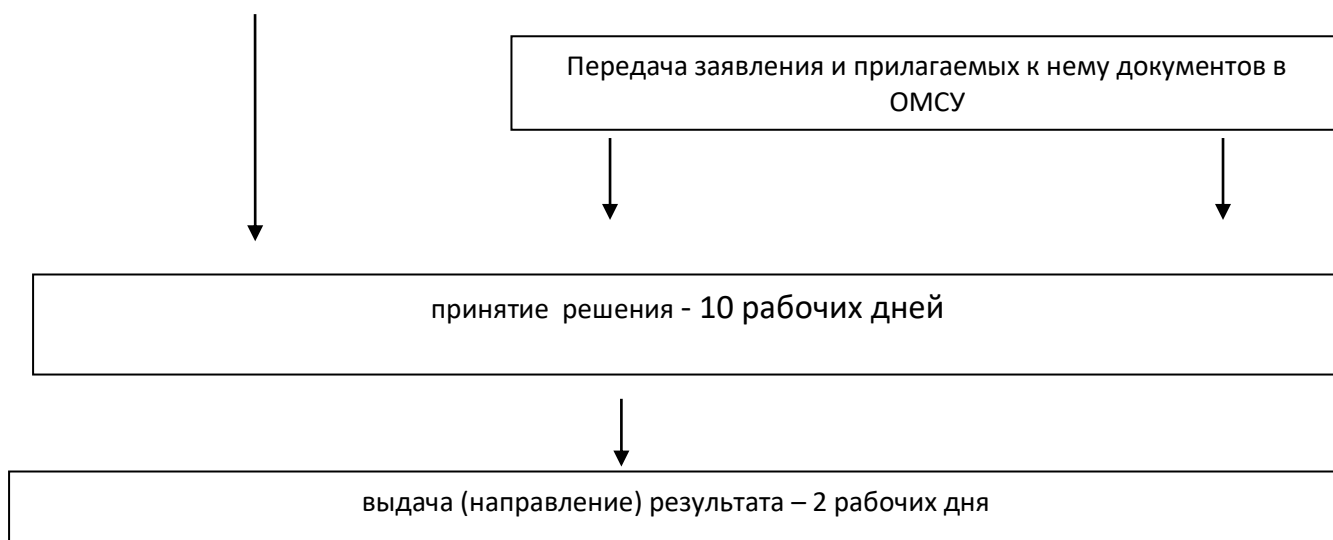 Передача заявления и прилагаемых к нему документов в
ОМСУ
принятие  решения - 10 рабочих дней
выдача (направление) результата – 2 рабочих дня